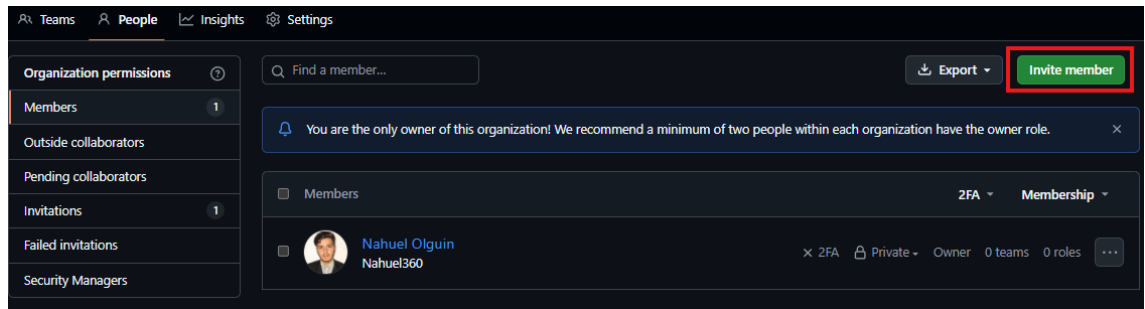 Teams People Insights Settings
Organization permissions
Members 1
Outside collaborators
Pending collaborators
Invitations 1
Failed invitations
Security Managers
Find a member...
Export
Invite member
You are the only owner of this organization! We recommend a minimum of two people within each organization have the owner role.
Members 2FA Membership
Nahuel Olguin
Nahuel360
2FA Private Owner 0 teams 0 roles